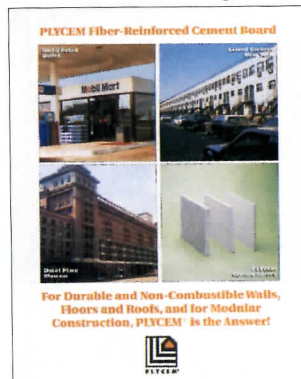 PLYCEM Fiber-Reinforced Cement Board
Mobil Mart
For Durable and Non-Combustible Walls,
Floors and Roofs, and for Modular
Construction, PLYCEM® is the Answer!
PLYCEM®